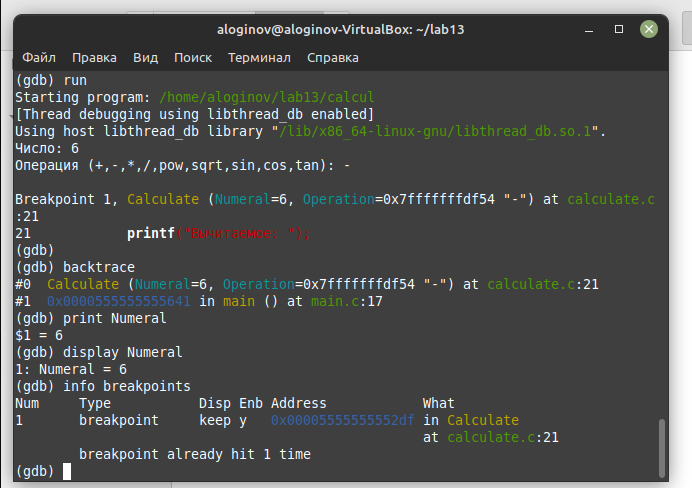 aloginov@aloginov-VirtualBox: ~/lab13
Файл Правка Вид Поиск Терминал Справка
(gdb) run
Starting program: /home/aloginov/lab13/calcul
[Thread debugging using libthread_db enabled]
Using host libthread_db library "/lib/x86_64-linux-gnu/libthread_db.so.1".
Число: 6
Операция (+,-,*,/,pow,sqrt,sin,cos,tan): -
Breakpoint 1, Calculate (Numeral=6, Operation=0x7fffffffdf54 "-") at calculate.c
:21
21 printf("Вычитаемое: ");
(gdb)
(gdb) backtrace
#0 Calculate (Numeral=6, Operation=0x7fffffffdf54 "-") at calculate.c:21
#1 0x0000555555555641 in main () at main.c:17
(gdb) print Numeral
$1 = 6
(gdb) display Numeral
1: Numeral = 6
(gdb) info breakpoints
Num Type Disp Enb Address What
1 breakpoint keep y 0x00005555555552df in Calculate
at calculate.c:21
breakpoint already hit 1 time
(gdb)